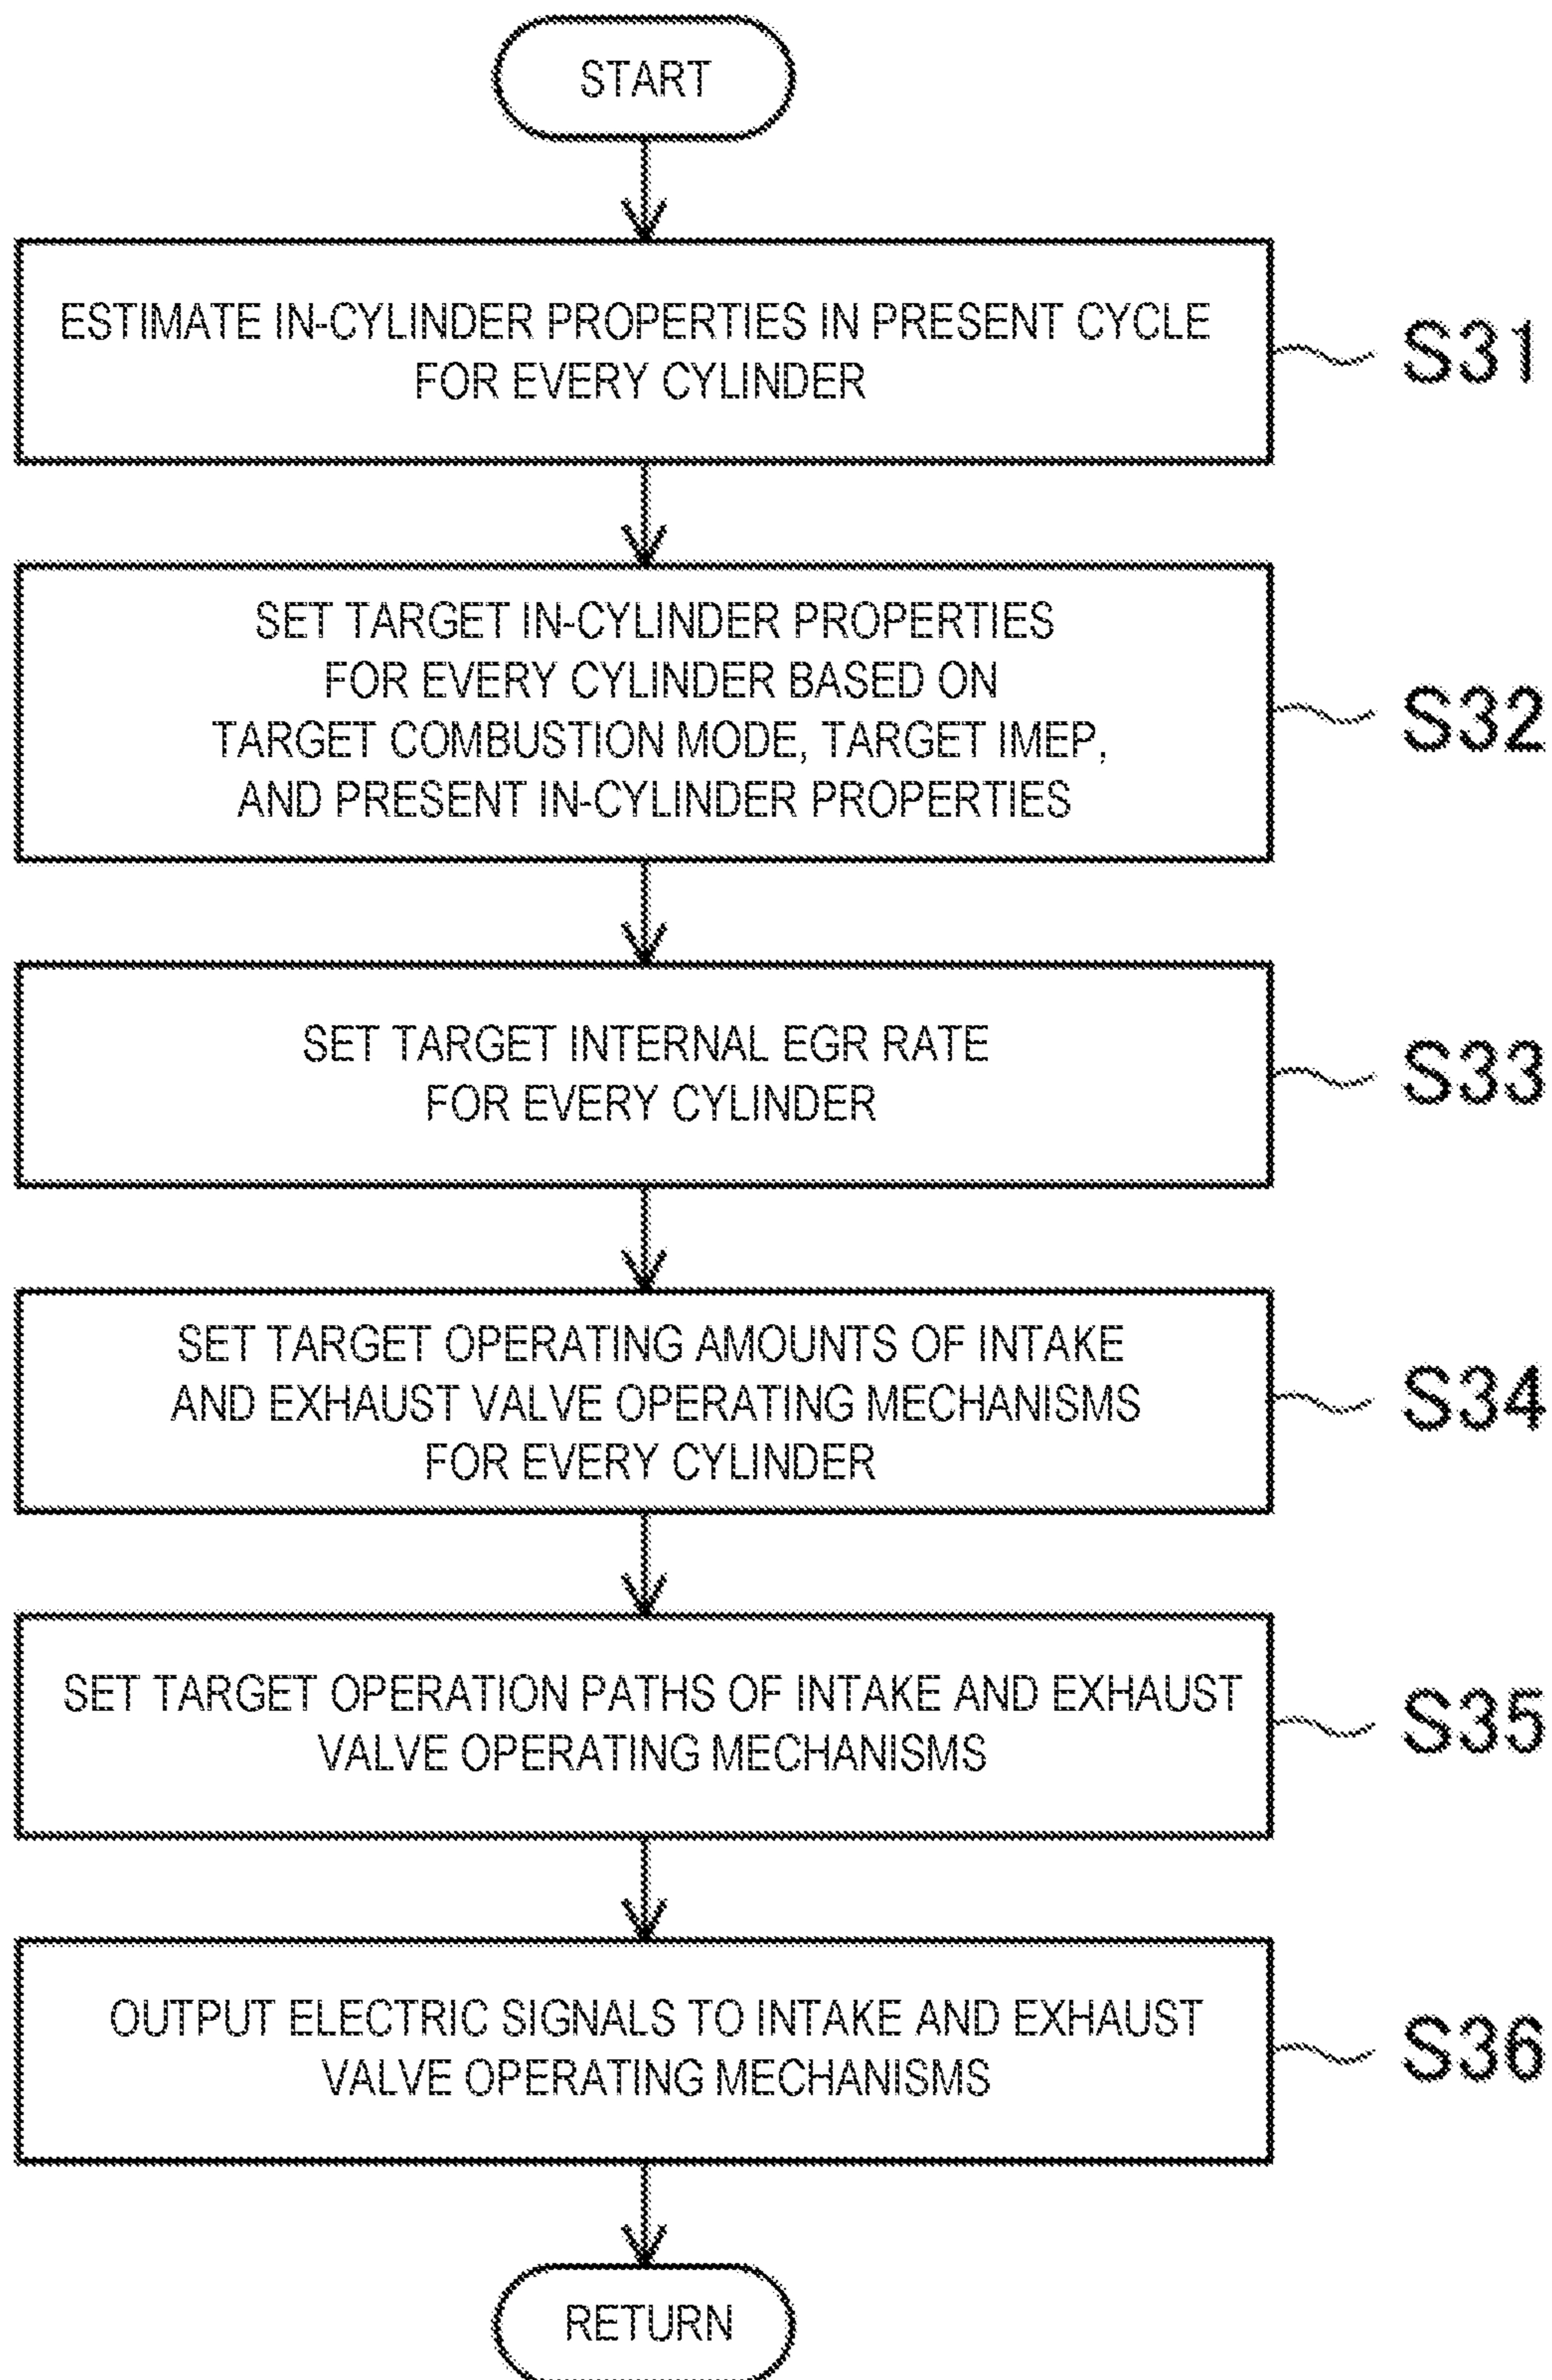 START
ESTIMATE IN-CYLINDER PROPERTIES IN PRESENT CYCLE
FOR EVERY CYLINDER
S31
SET TARGET IN-CYLINDER PROPERTIES
FOR EVERY CYLINDER BASED ON
TARGET COMBUSTION MODE, TARGET IMEP,
AND PRESENT IN-CYLINDER PROPERTIES
S32
SET TARGET INTERNAL EGR RATE
FOR EVERY CYLINDER
S33
SET TARGET OPERATING AMOUNTS OF INTAKE
AND EXHAUST VALVE OPERATING MECHANISMS
FOR EVERY CYLINDER
S34
SET TARGET OPERATION PATHS OF INTAKE AND EXHAUST
VALVE OPERATING MECHANISMS
S35
OUTPUT ELECTRIC SIGNALS TO INTAKE AND EXHAUST
VALVE OPERATING MECHANISMS
S36
RETURN